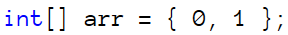 int[] arr = { 0, 1 };